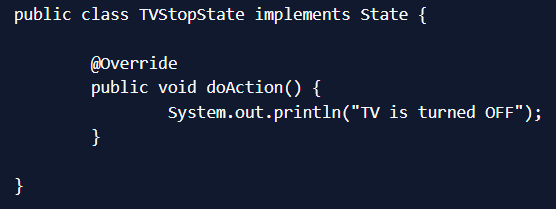 public class TVStopState implements State {
@Override
public void doAction() {
System.out.println("TV is turned OFF");
}
}